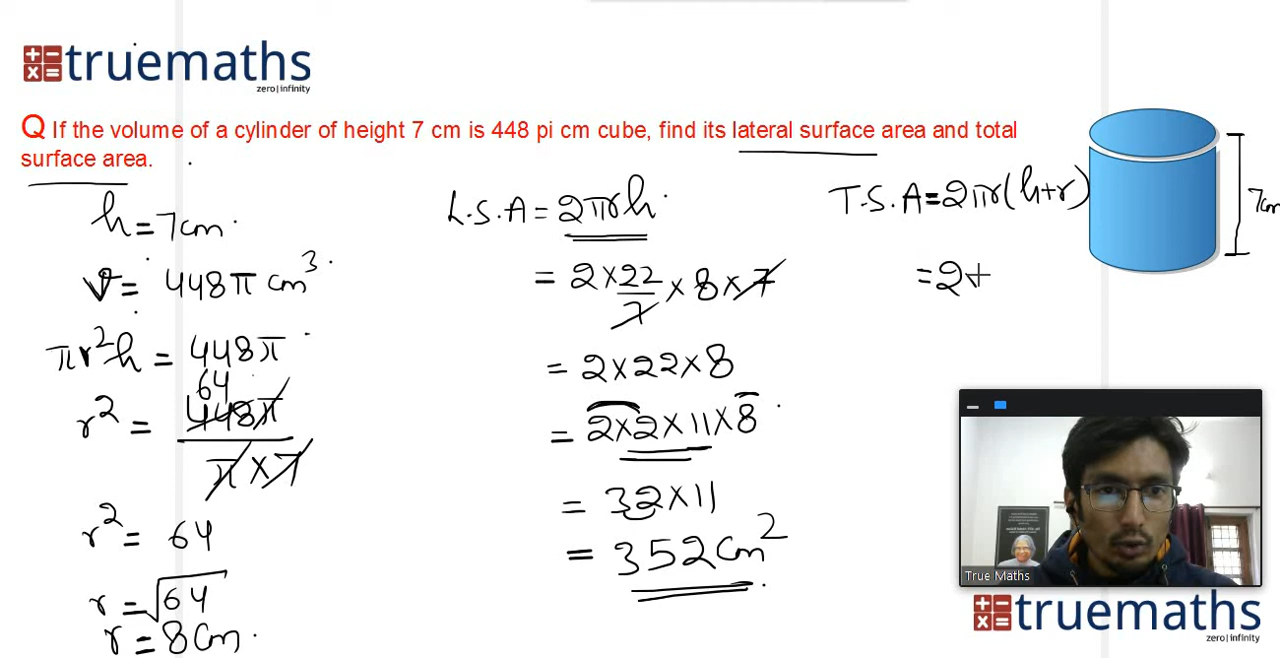 truemaths
zero|infinity
Q If the volume of a cylinder of height 7 cm is 448 pi cm cube, find its lateral surface area and total
surface area.
h = 7cm
v = 448π cm³
πr²h = 448π
64
r² = 448π
π × 7
r² = 64
r = √64
r = 8cm
L.S.A = 2πrh
= 2 × 22/7 × 8 × 7
= 2×22×8
= 2×2×11×8
= 32×11
= 352cm²
T.S.A = 2πr(h+r)
= 2+
7cm
True Maths
truemaths
zero|infinity